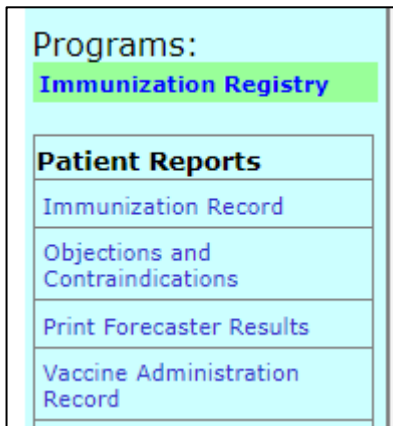 Programs:
Immunization Registry
Patient Reports
Immunization Record
Objections and
Contraindications
Print Forecaster Results
Vaccine Administration
Record